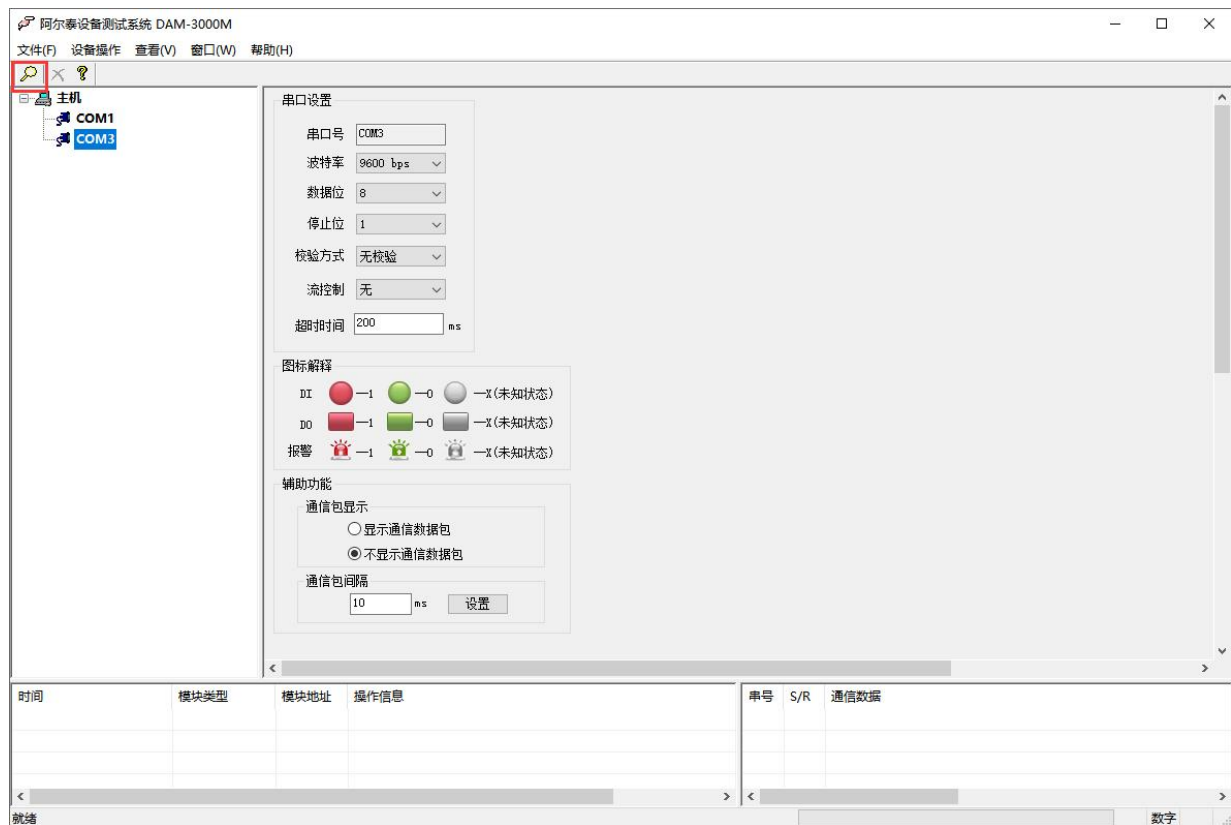 阿尔泰设备测试系统 DAM-3000M
文件(F) 设备操作 查看(V) 窗口(W) 帮助(H)
主机
COM1
COM3
串口设置
串口号 COM3
波特率 9600 bps
数据位 8
停止位 1
校验方式 无校验
流控制 无
超时时间 200 ms
图标解释
DI —1 —0 —X(未知状态)
DO —1 —0 —X(未知状态)
报警 —1 —0 —X(未知状态)
辅助功能
通信包显示
显示通信数据包
不显示通信数据包
通信包间隔
10 ms 设置
时间 模块类型 模块地址 操作信息 串号 S/R 通信数据
就绪 数字